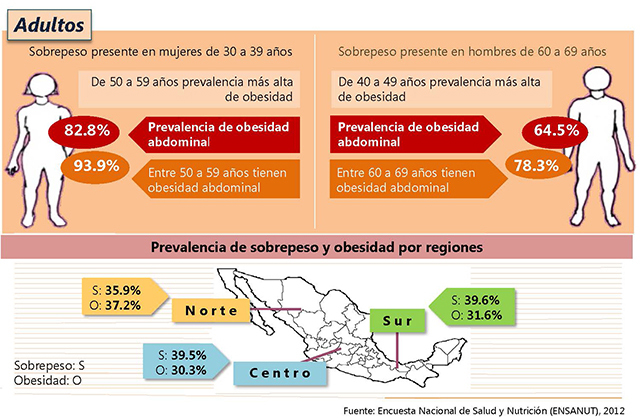 Adultos
Sobrepeso presente en mujeres de 30 a 39 años
De 50 a 59 años prevalencia más alta
de obesidad
82.8%
Prevalencia de obesidad
abdominal
93.9%
Entre 50 a 59 años tienen
obesidad abdominal
Sobrepeso presente en hombres de 60 a 69 años
De 40 a 49 años prevalencia más alta
de obesidad
Prevalencia de obesidad
abdominal
64.5%
Entre 60 a 69 años tienen
obesidad abdominal
78.3%
Prevalencia de sobrepeso y obesidad por regiones
S: 35.9%
O: 37.2%
Norte
S: 39.6%
O: 31.6%
Sur
S: 39.5%
O: 30.3%
Centro
Sobrepeso: S
Obesidad: O
Fuente: Encuesta Nacional de Salud y Nutrición (ENSANUT), 2012